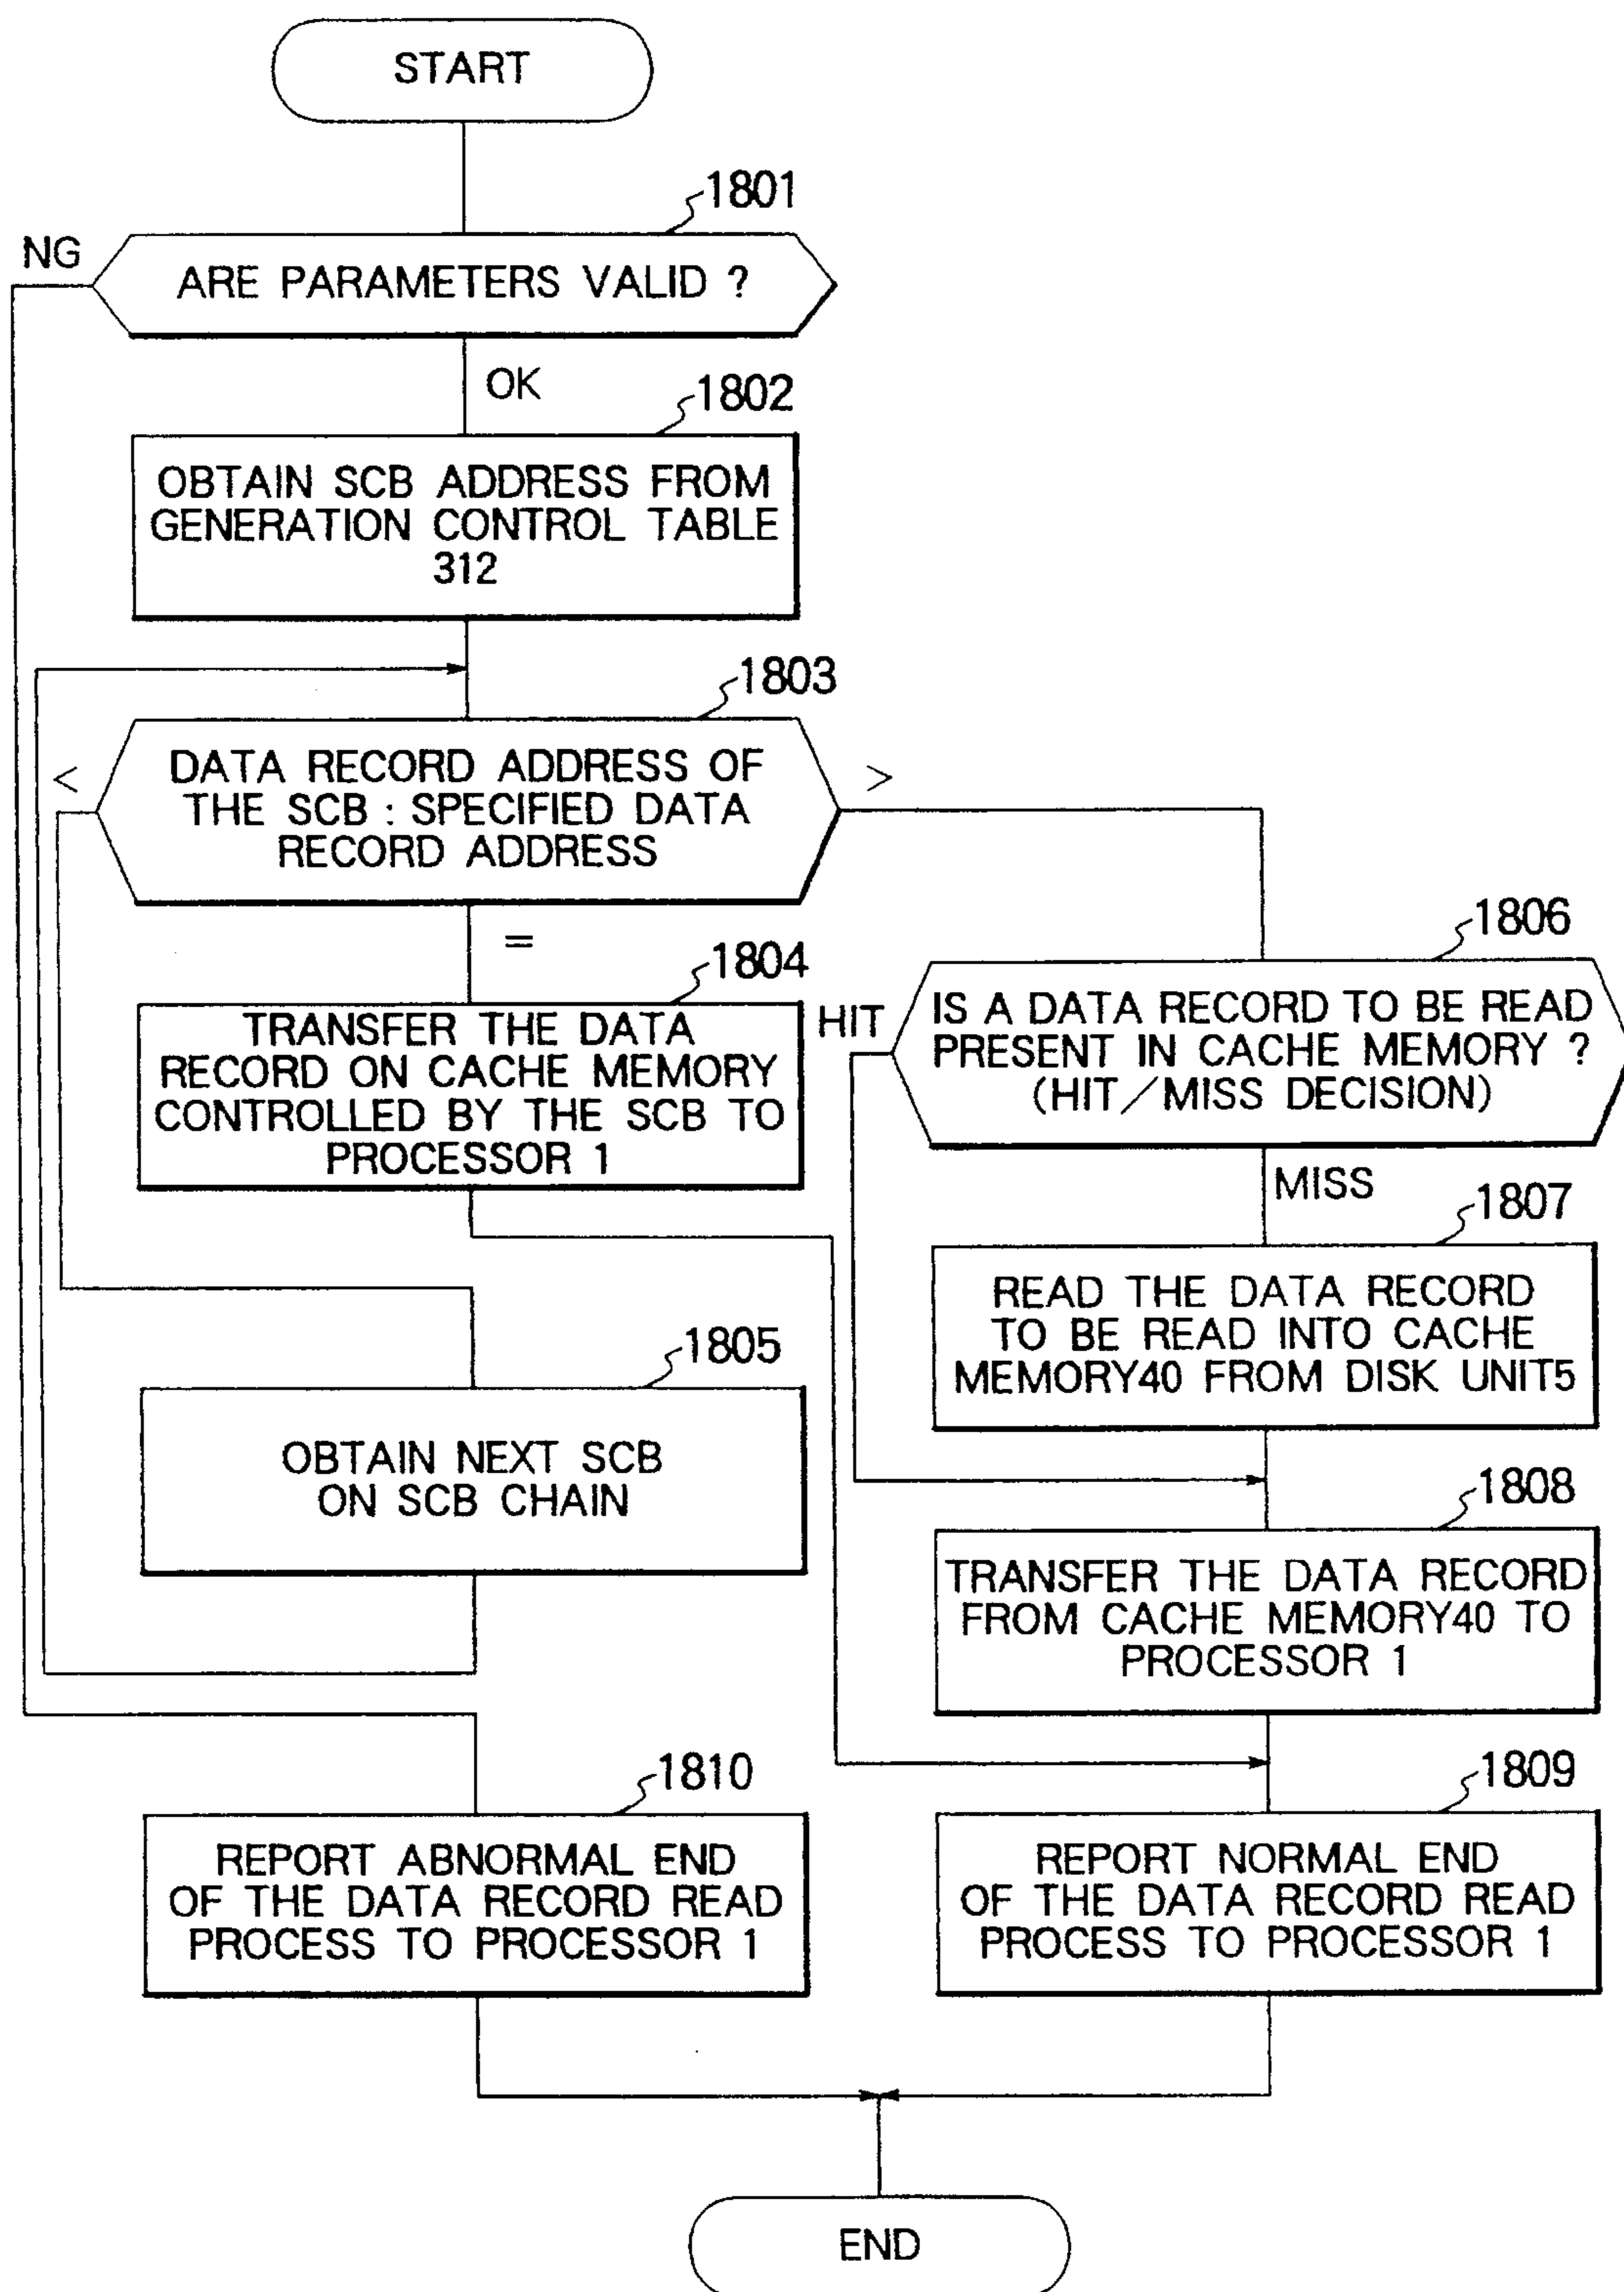 START
1801
NG
ARE PARAMETERS VALID ?
OK
1802
OBTAIN SCB ADDRESS FROM
GENERATION CONTROL TABLE
312
1803
<
DATA RECORD ADDRESS OF
THE SCB : SPECIFIED DATA
RECORD ADDRESS
>
=
1804
TRANSFER THE DATA
RECORD ON CACHE MEMORY
CONTROLLED BY THE SCB TO
PROCESSOR 1
1805
OBTAIN NEXT SCB
ON SCB CHAIN
1806
HIT
IS A DATA RECORD TO BE READ
PRESENT IN CACHE MEMORY ?
(HIT/MISS DECISION)
MISS
1807
READ THE DATA RECORD
TO BE READ INTO CACHE
MEMORY40 FROM DISK UNIT5
1808
TRANSFER THE DATA RECORD
FROM CACHE MEMORY40 TO
PROCESSOR 1
1810
REPORT ABNORMAL END
OF THE DATA RECORD READ
PROCESS TO PROCESSOR 1
1809
REPORT NORMAL END
OF THE DATA RECORD READ
PROCESS TO PROCESSOR 1
END